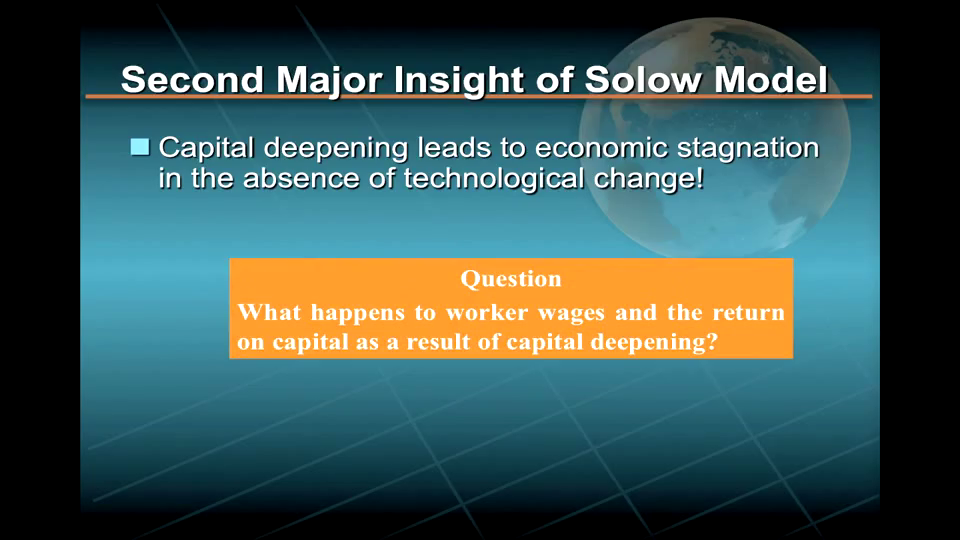 Second Major Insight of Solow Model
Capital deepening leads to economic stagnation
in the absence of technological change!
Question
What happens to worker wages and the return
on capital as a result of capital deepening?